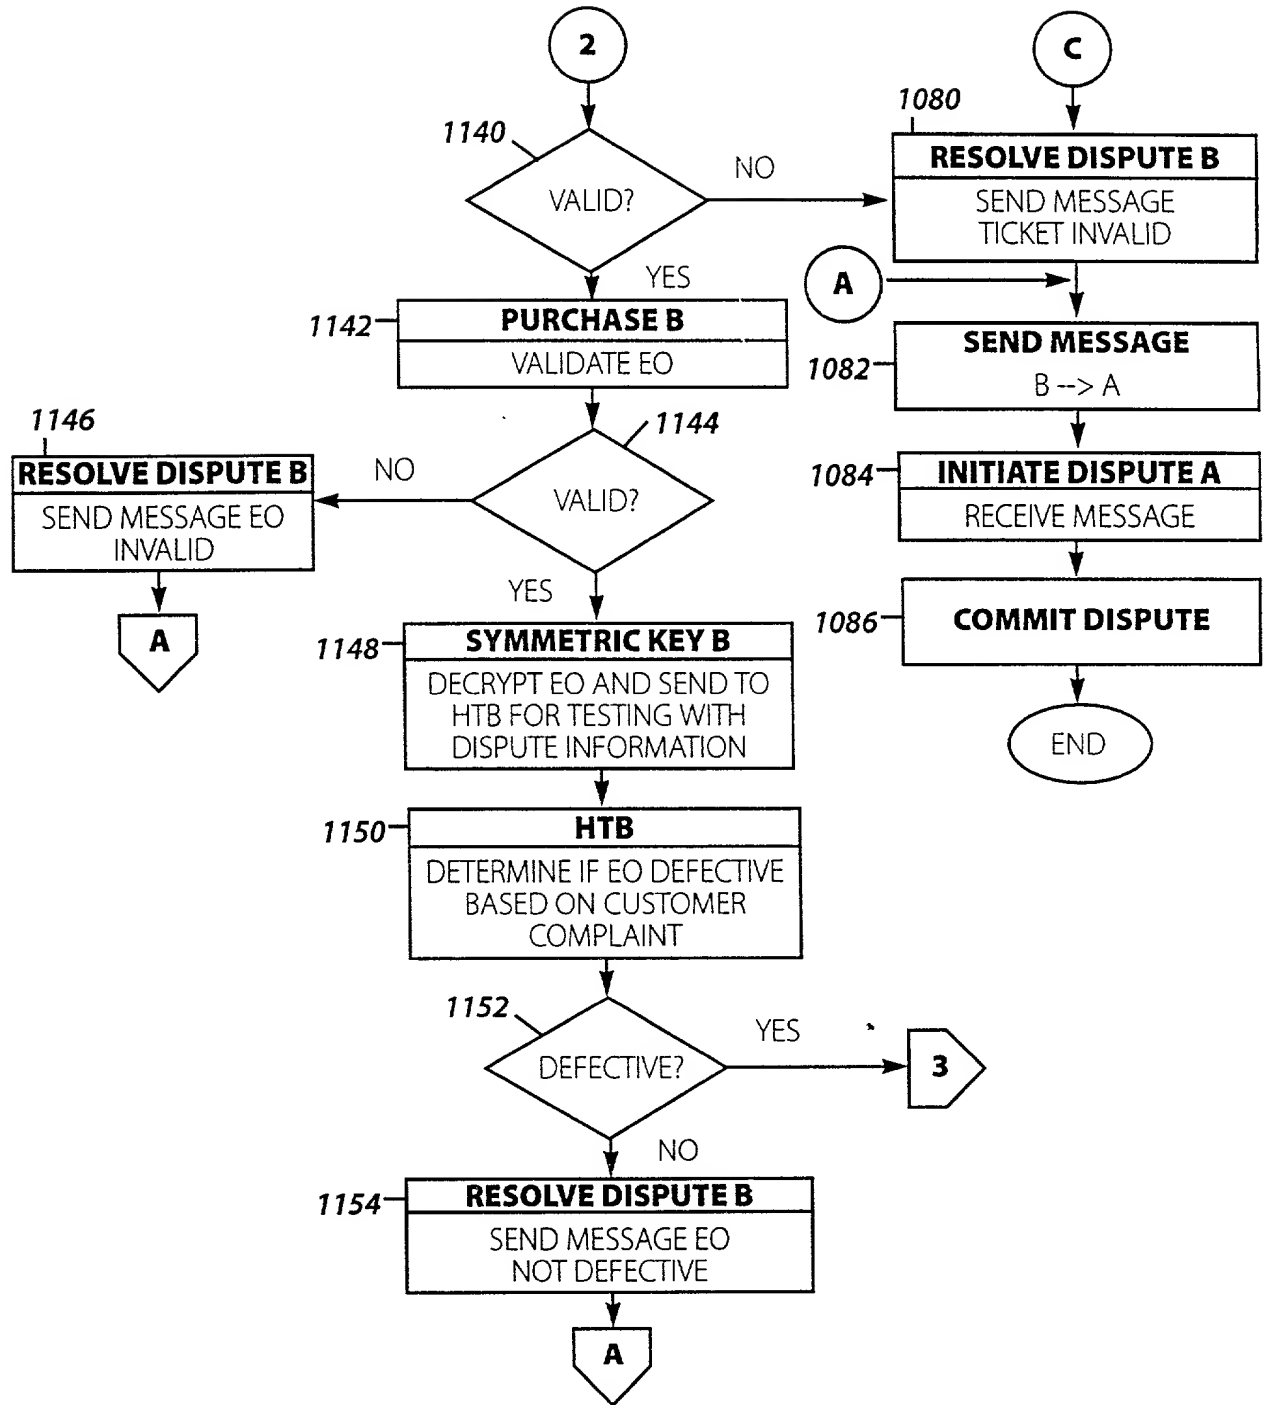 2
1140
VALID?
NO
YES
1142
PURCHASE B
VALIDATE EO
1144
VALID?
NO
1146
RESOLVE DISPUTE B
SEND MESSAGE EO
INVALID
A
YES
1148
SYMMETRIC KEY B
DECRYPT EO AND SEND TO
HTB FOR TESTING WITH
DISPUTE INFORMATION
1150
HTB
DETERMINE IF EO DEFECTIVE
BASED ON CUSTOMER
COMPLAINT
1152
DEFECTIVE?
YES
3
NO
1154
RESOLVE DISPUTE B
SEND MESSAGE EO
NOT DEFECTIVE
A
C
1080
RESOLVE DISPUTE B
SEND MESSAGE
TICKET INVALID
A
1082
SEND MESSAGE
B --> A
1084
INITIATE DISPUTE A
RECEIVE MESSAGE
1086
COMMIT DISPUTE
END